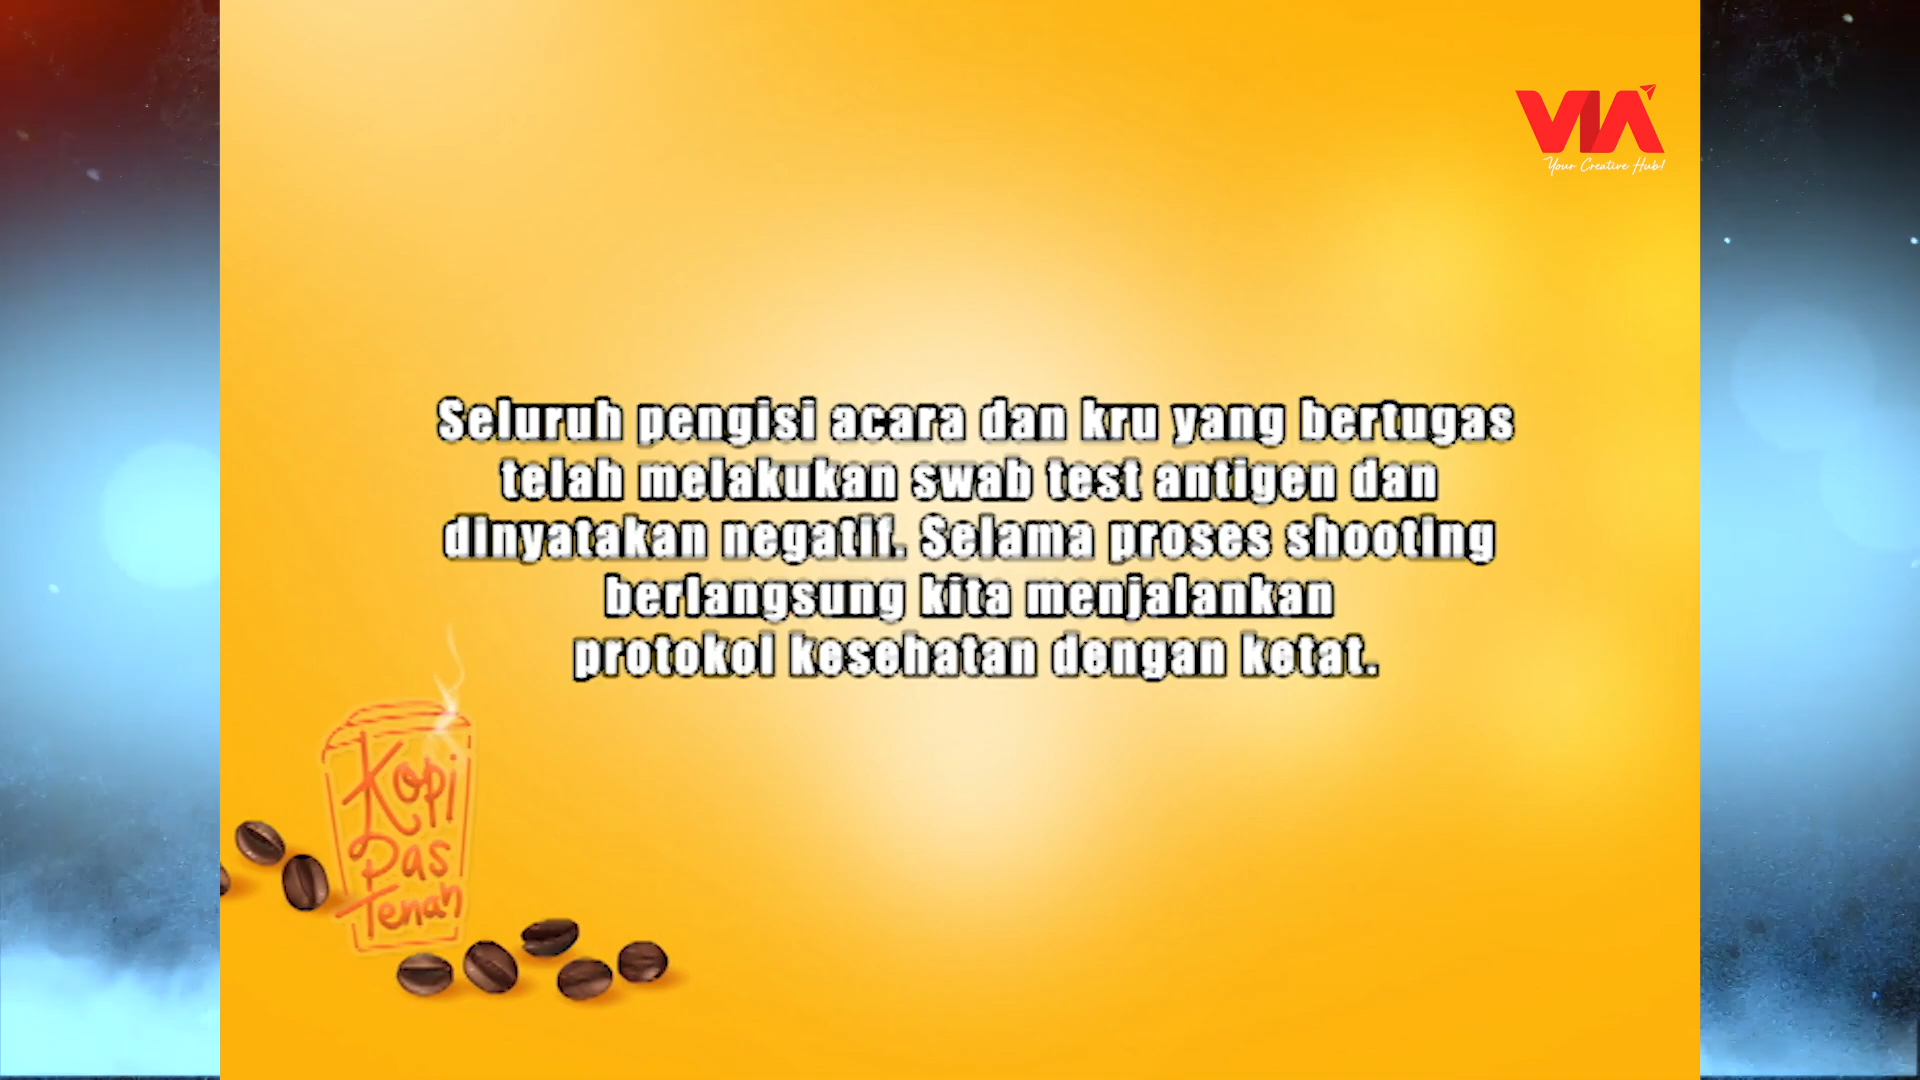 VIA
Your Creative Hub!
Seluruh pengisi acara dan kru yang bertugas
telah melakukan swab test antigen dan
dinyatakan negatif. Selama proses shooting
berlangsung kita menjalankan
protokol kesehatan dengan ketat.
Kopi
Pas
Tenan